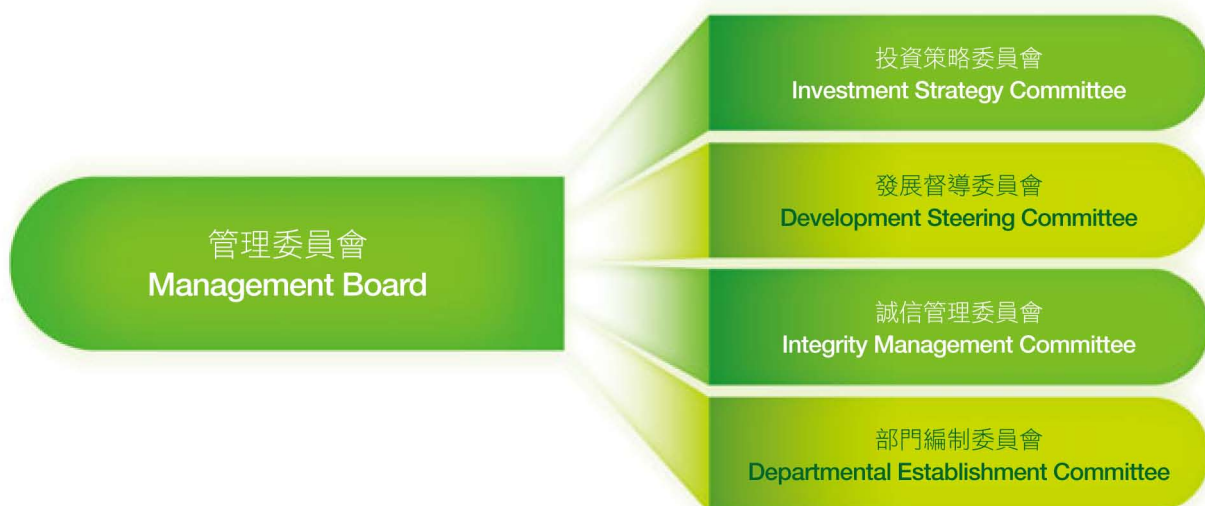 管理委員會
Management Board
投資策略委員會
Investment Strategy Committee
發展督導委員會
Development Steering Committee
誠信管理委員會
Integrity Management Committee
部門編制委員會
Departmental Establishment Committee